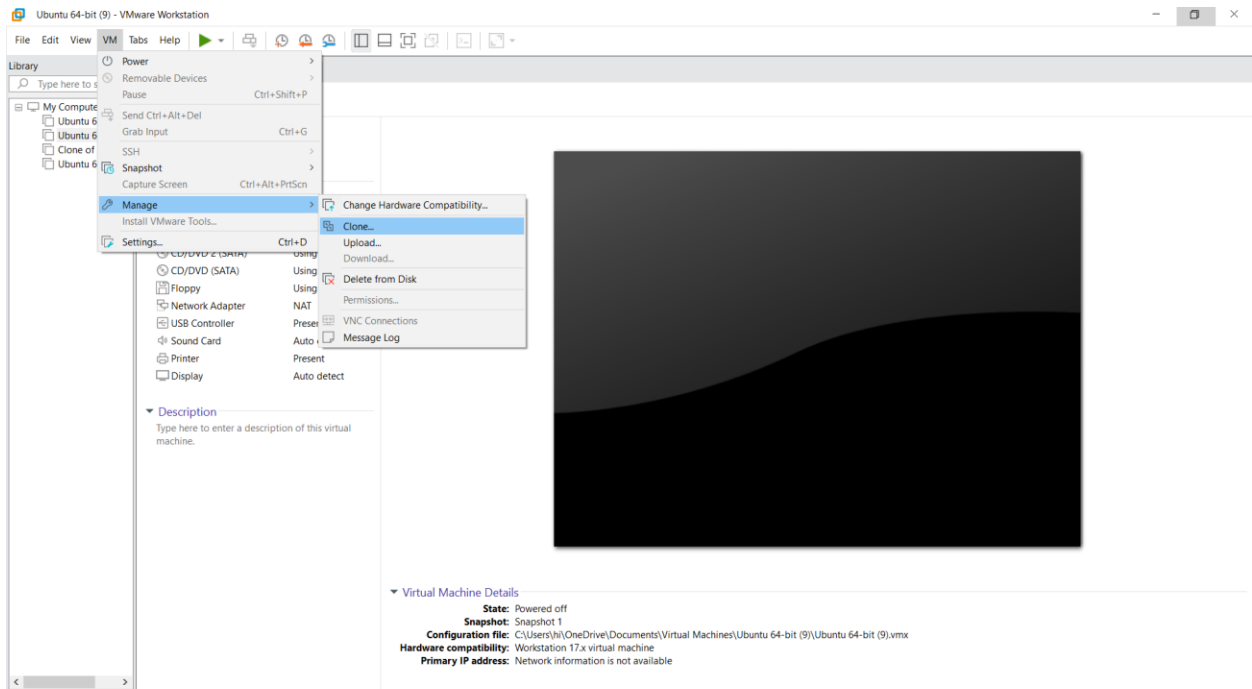 Ubuntu 64-bit (9) - VMware Workstation
File Edit View VM Tabs Help
Library
Type here to s
My Compute
Ubuntu 6
Ubuntu 6
Clone of
Ubuntu 6
Power
Removable Devices
Pause Ctrl+Shift+P
Send Ctrl+Alt+Del
Grab Input Ctrl+G
SSH
Snapshot
Capture Screen Ctrl+Alt+PrtScn
Manage
Install VMware Tools...
Settings... Ctrl+D
Change Hardware Compatibility...
Clone...
Upload...
Download...
Delete from Disk
Permissions...
VNC Connections
Message Log
CD/DVD 2 (SATA) Using
CD/DVD (SATA) Using
Floppy Using
Network Adapter NAT
USB Controller Preser
Sound Card Auto
Printer Present
Display Auto detect
Description
Type here to enter a description of this virtual
machine.
Virtual Machine Details
State: Powered off
Snapshot: Snapshot 1
Configuration file: C:\Users\hi\OneDrive\Documents\Virtual Machines\Ubuntu 64-bit (9)\Ubuntu 64-bit (9).vmx
Hardware compatibility: Workstation 17.x virtual machine
Primary IP address: Network information is not available